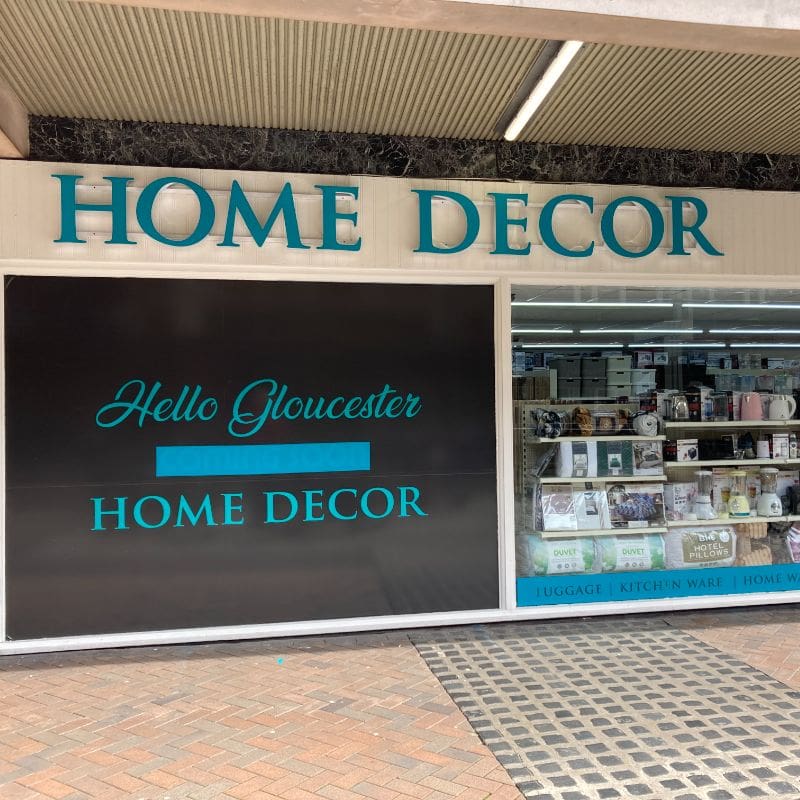 HOME DECOR
Hello Gloucester
HOME DECOR
DUVET
DUVET
HOTEL
PILLOWS
LUGGAGE | KITCHEN WARE | HOME WA